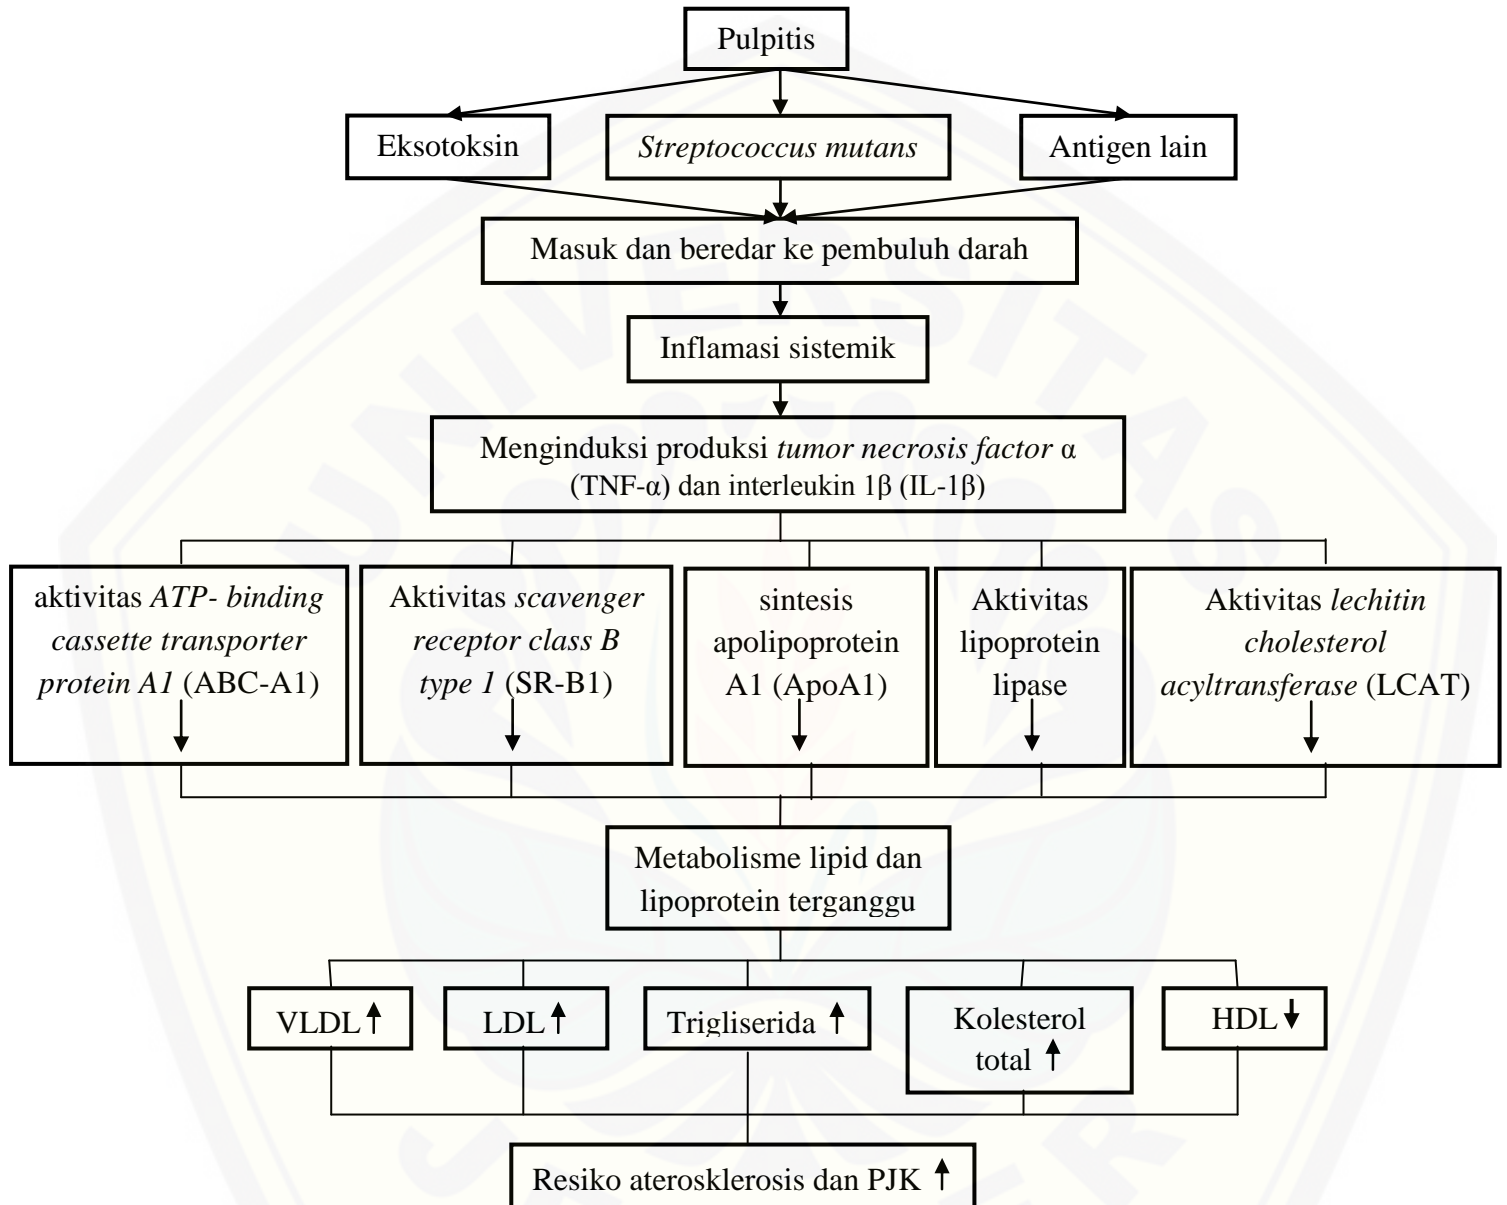 Pulpitis
Eksotoksin
Streptococcus mutans
Antigen lain
Masuk dan beredar ke pembuluh darah
Inflamasi sistemik
Menginduksi produksi tumor necrosis factor α
(TNF-α) dan interleukin 1β (IL-1β)
aktivitas ATP- binding
cassette transporter
protein A1 (ABC-A1)
↓
Aktivitas scavenger
receptor class B
type 1 (SR-B1)
↓
sintesis
apolipoprotein
A1 (ApoA1)
↓
Aktivitas
lipoprotein
lipase
↓
Aktivitas lechitin
cholesterol
acyltransferase (LCAT)
↓
Metabolisme lipid dan
lipoprotein terganggu
VLDL ↑
LDL ↑
Trigliserida ↑
Kolesterol
total ↑
HDL ↓
Resiko aterosklerosis dan PJK ↑
UNIVERSITAS